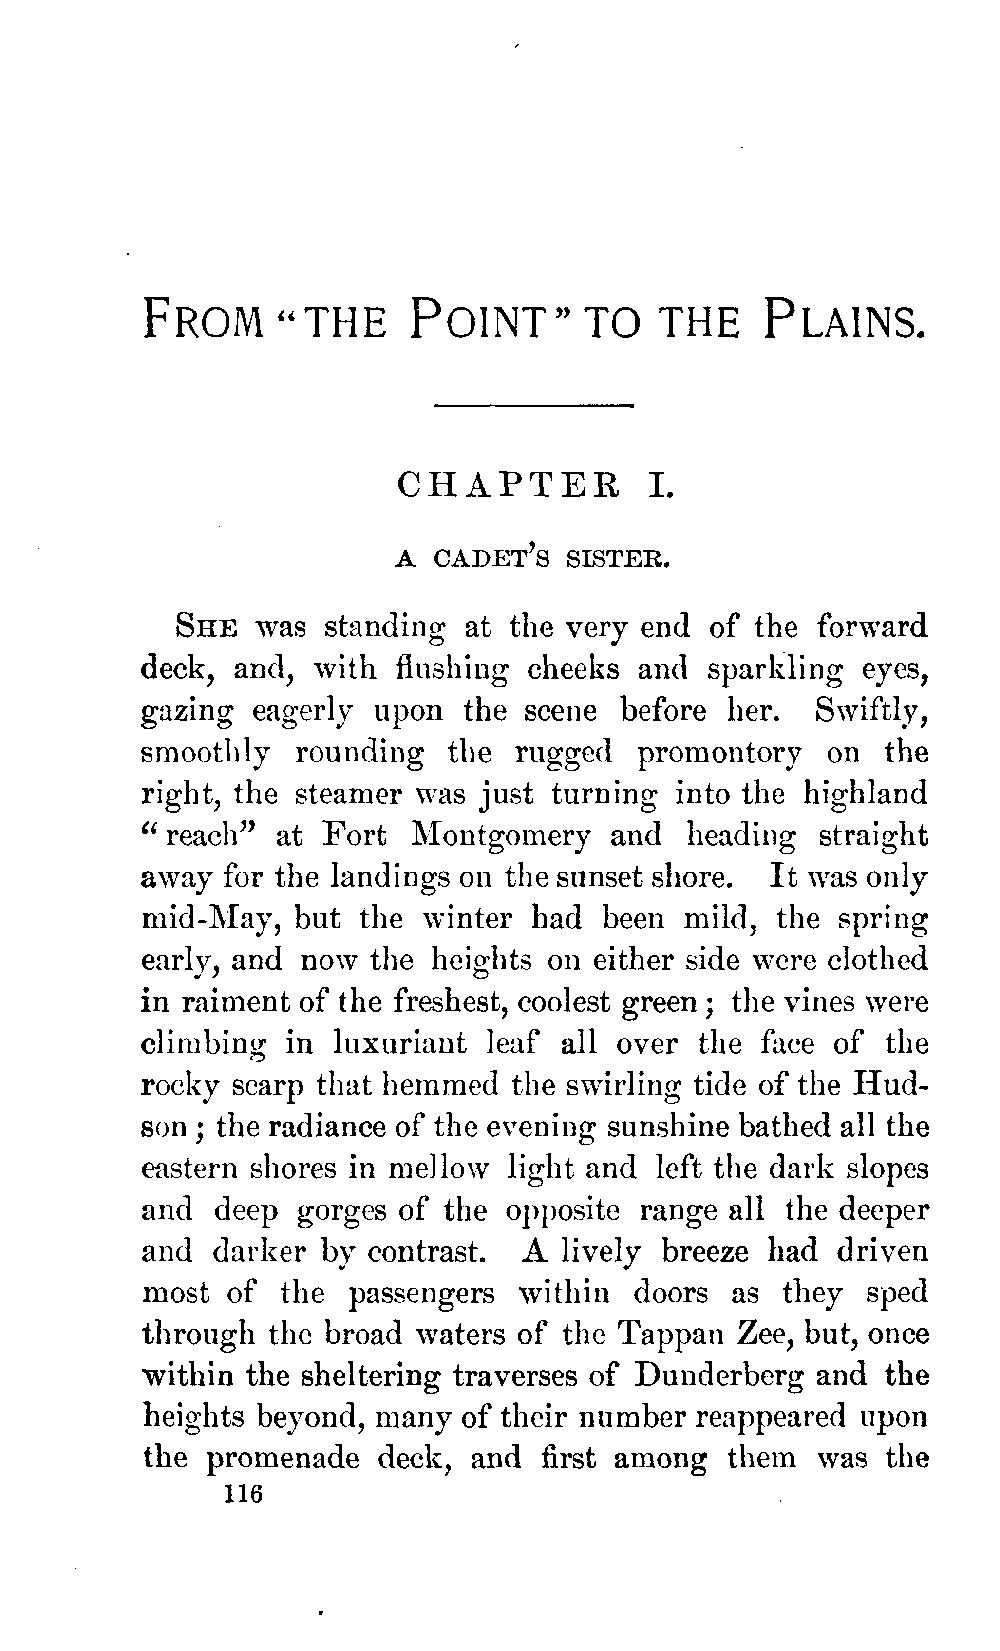 FROM "THE POINT" TO THE PLAINS.
CHAPTER I.
A CADET'S SISTER.
SHE was standing at the very end of the forward
deck, and, with flushing cheeks and sparkling eyes,
gazing eagerly upon the scene before her. Swiftly,
smoothly rounding the rugged promontory on the
right, the steamer was just turning into the highland
"reach" at Fort Montgomery and heading straight
away for the landings on the sunset shore. It was only
mid-May, but the winter had been mild, the spring
early, and now the heights on either side were clothed
in raiment of the freshest, coolest green; the vines were
climbing in luxuriant leaf all over the face of the
rocky scarp that hemmed the swirling tide of the Hud-
son; the radiance of the evening sunshine bathed all the
eastern shores in mellow light and left the dark slopes
and deep gorges of the opposite range all the deeper
and darker by contrast. A lively breeze had driven
most of the passengers within doors as they sped
through the broad waters of the Tappan Zee, but, once
within the sheltering traverses of Dunderberg and the
heights beyond, many of their number reappeared upon
the promenade deck, and first among them was the
116